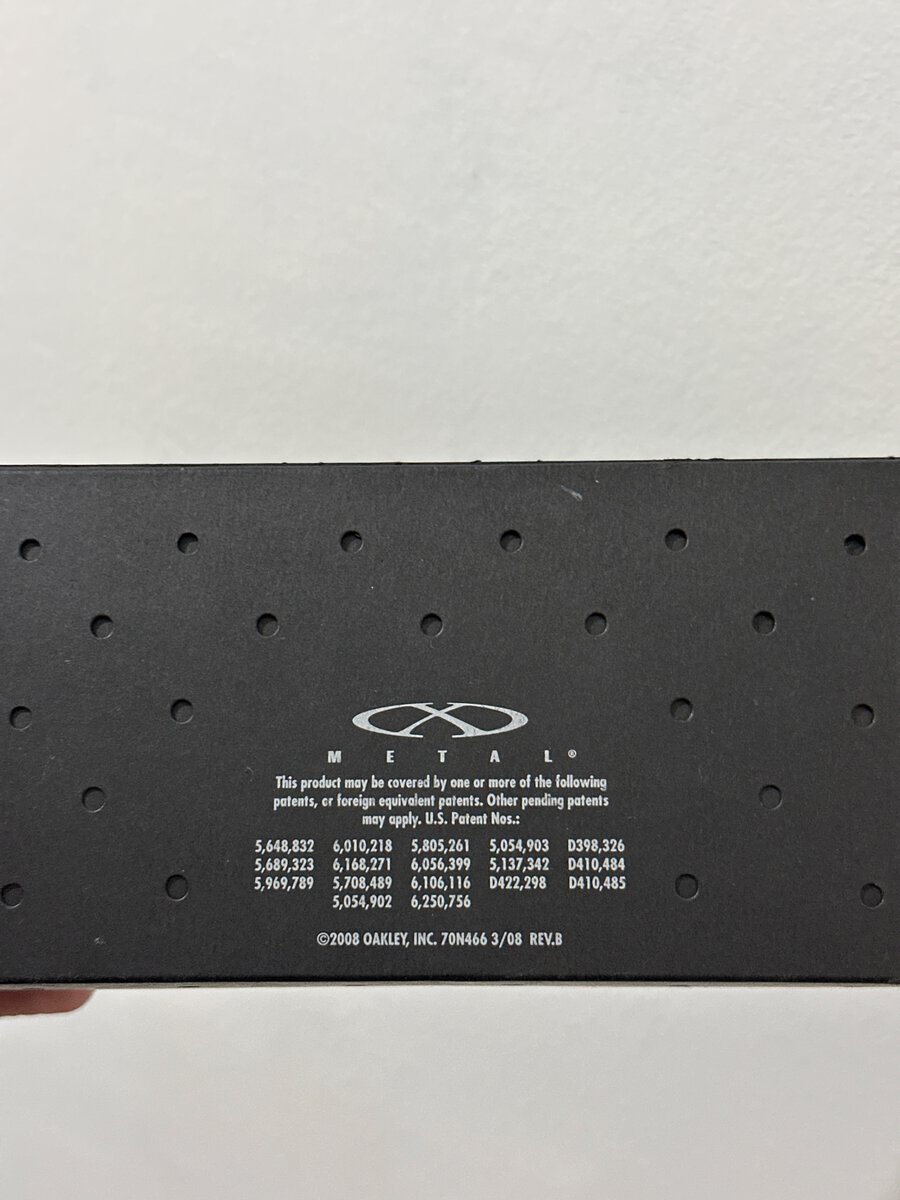 X
METAL®
This product may be covered by one or more of the following
patents, or foreign equivalent patents. Other pending patents
may apply. U.S. Patent Nos.:
5,648,832 6,010,218 5,805,261 5,054,903 D398,326
5,689,323 6,168,271 6,056,399 5,137,342 D410,484
5,969,789 5,708,489 6,106,116 D422,298 D410,485
5,054,902 6,250,756
©2008 OAKLEY, INC. 70N466 3/08 REV.B